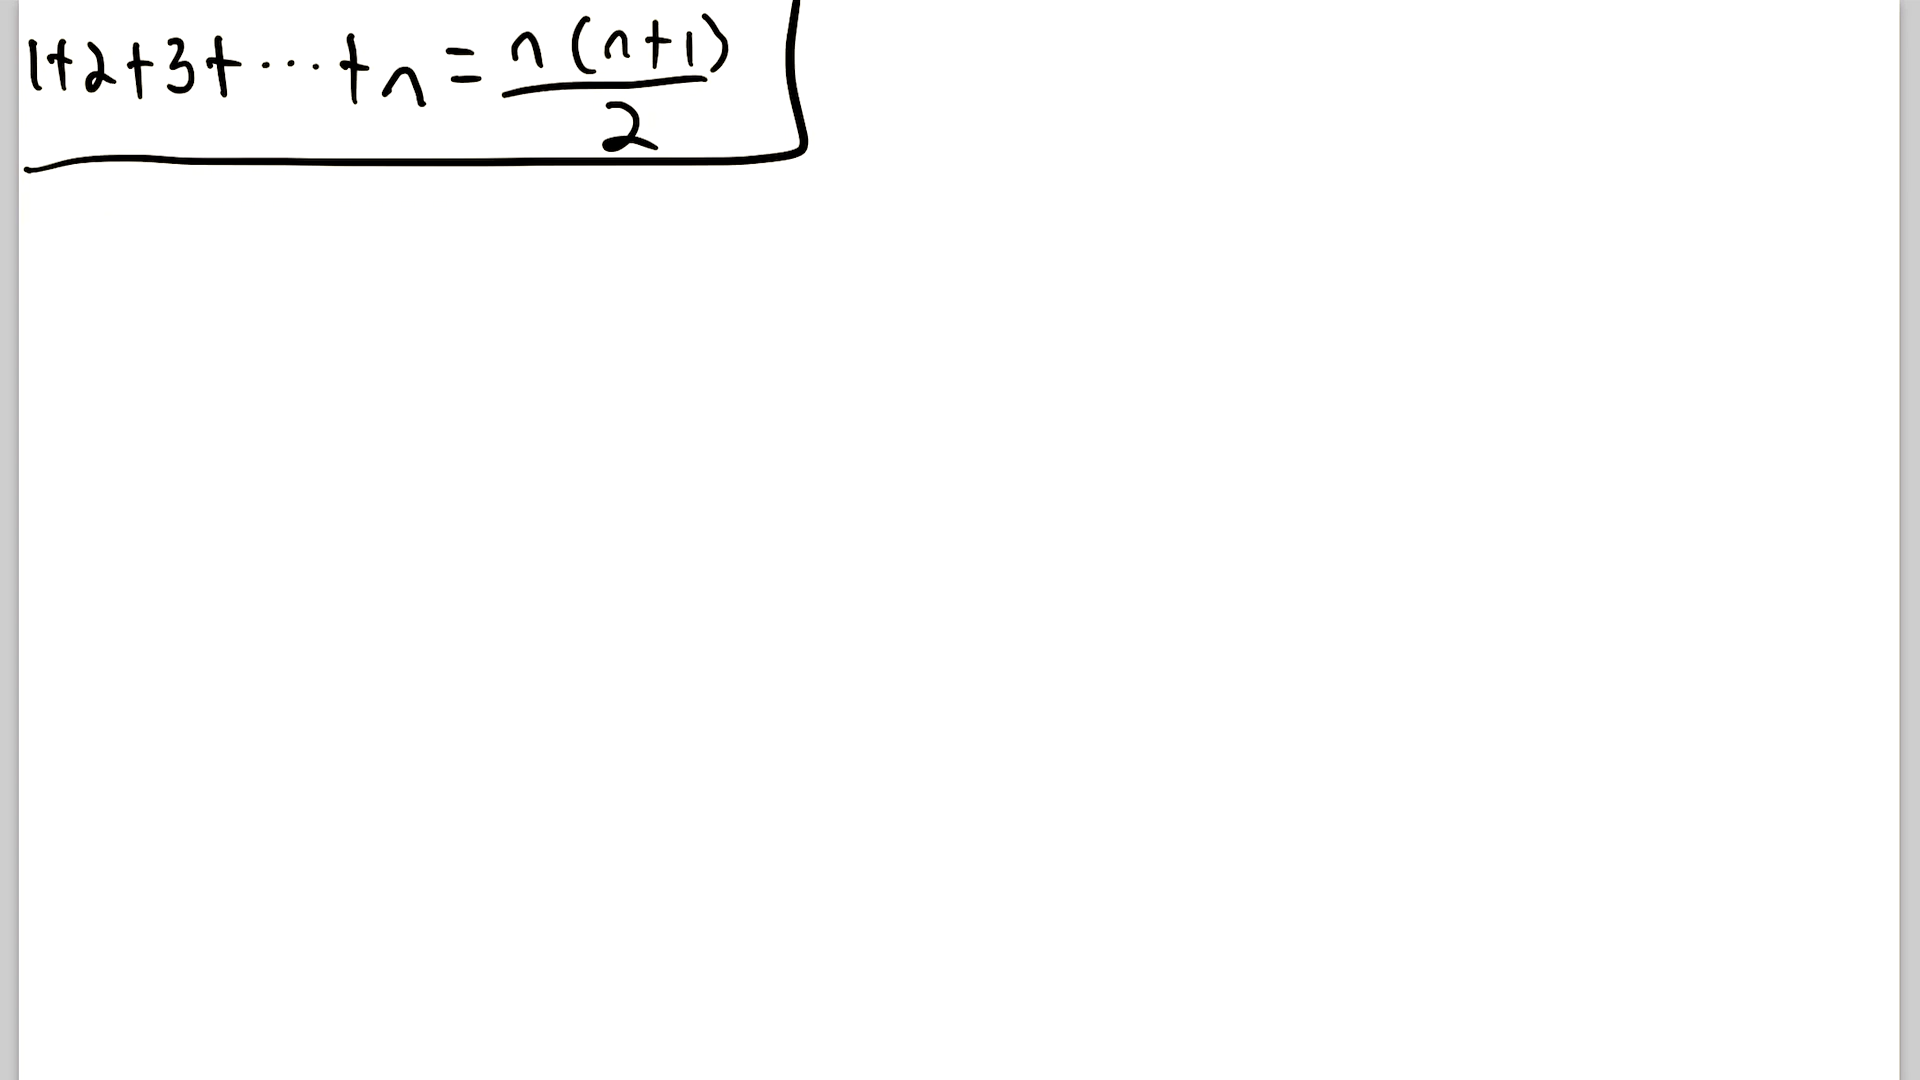 1+2+3+⋯+n = n(n+1)/2